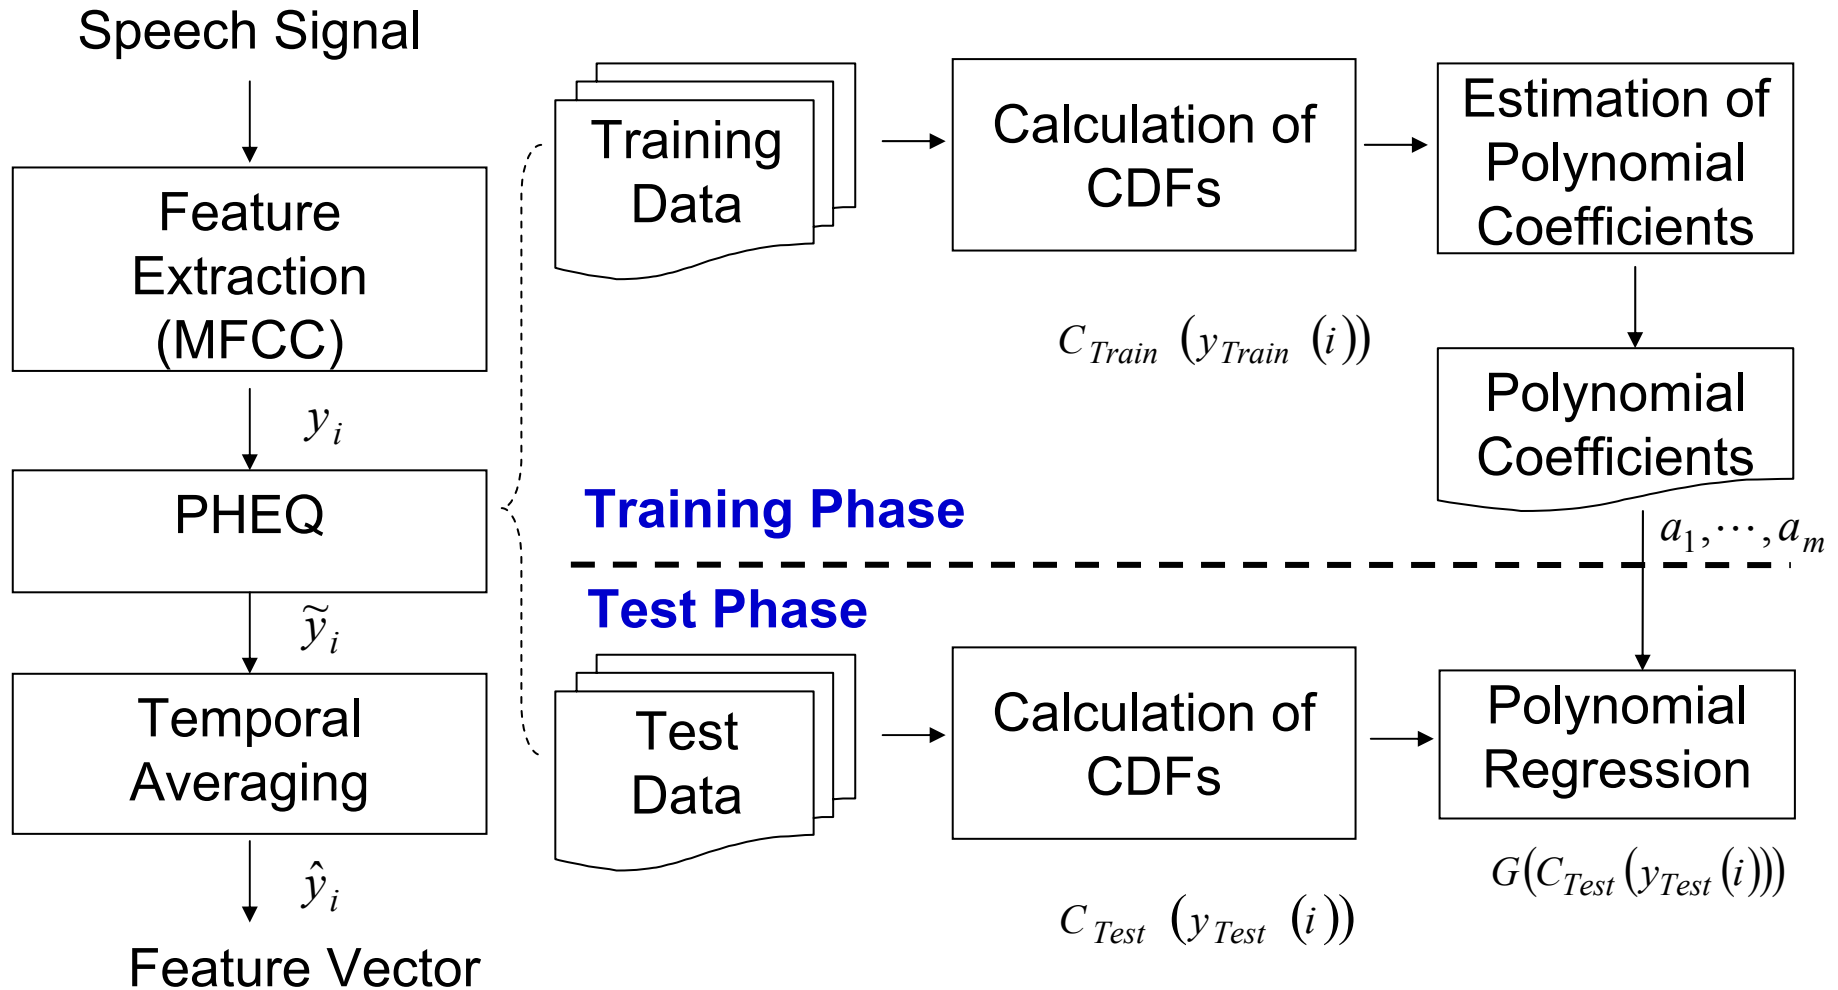 Speech Signal
Feature
Extraction
(MFCC)
y_i
PHEQ
ỹ_i
Temporal
Averaging
ŷ_i
Feature Vector
Training
Data
Calculation of
CDFs
C_Train (y_Train (i))
Estimation of
Polynomial
Coefficients
Polynomial
Coefficients
a_1,⋯,a_m
Training Phase
Test Phase
Test
Data
Calculation of
CDFs
C_Test (y_Test (i))
Polynomial
Regression
G(C_Test (y_Test (i)))